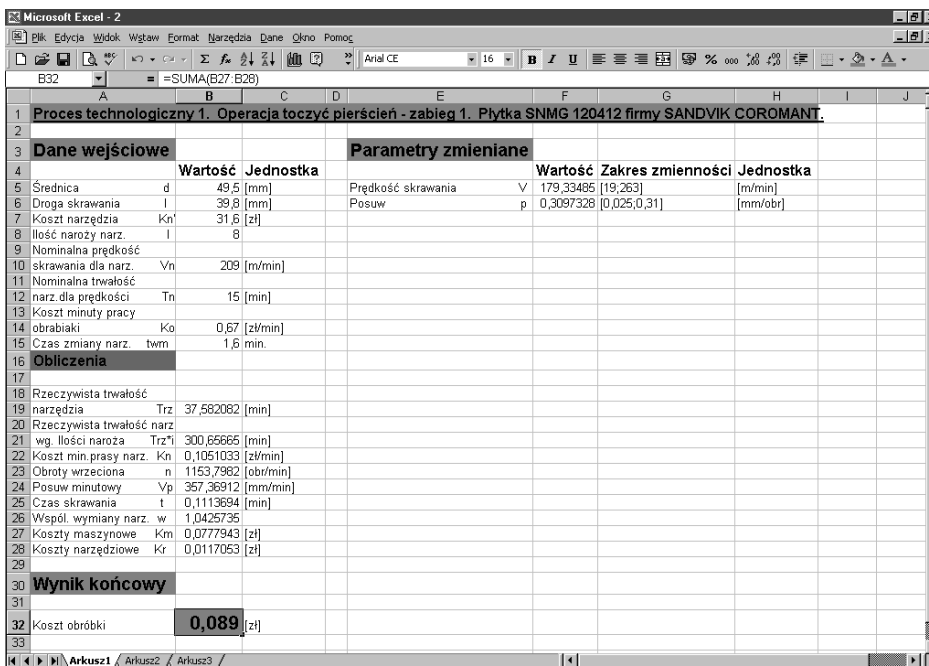 Microsoft Excel - 2
Plik Edycja Widok Wstaw Format Narzędzia Dane Okno Pomoc
Arial CE 16 B I U % 000
B32 = =SUMA(B27:B28)
A B C D E F G H I J
1 Proces technologiczny 1. Operacja toczyć pierścień - zabieg 1. Płytka SNMG 120412 firmy SANDVIK COROMANT.
2
3 Dane wejściowe Parametry zmieniane
4 Wartość Jednostka Wartość Zakres zmienności Jednostka
5 Średnica d 49,5 [mm] Prędkość skrawania V 179,33485 [19;263] [m/min]
6 Droga skrawania l 39,8 [mm] Posuw p 0,3097328 [0,025;0,31] [mm/obr]
7 Koszt narzędzia Kn' 31,6 [zł]
8 Ilość naroży narz. I 8
9 Nominalna prędkość
10 skrawania dla narz. Vn 209 [m/min]
11 Nominalna trwałość
12 narz.dla prędkości Tn 15 [min]
13 Koszt minuty pracy
14 obrabiaki Ko 0,67 [zł/min]
15 Czas zmiany narz. twm 1,6 min.
16 Obliczenia
17
18 Rzeczywista trwałość
19 narzędzia Trz 37,582082 [min]
20 Rzeczywista trwałość narz
21 wg. Ilości naroża Trz*i 300,65665 [min]
22 Koszt min.prasy narz. Kn 0,1051033 [zł/min]
23 Obroty wrzeciona n 1153,7982 [obr/min]
24 Posuw minutowy Vp 357,36912 [mm/min]
25 Czas skrawania t 0,1113694 [min]
26 Współ. wymiany narz. w 1,0425735
27 Koszty maszynowe Km 0,0777943 [zł]
28 Koszty narzędziowe Kr 0,0117053 [zł]
29
30 Wynik końcowy
31
32 Koszt obróbki 0,089 [zł]
33
Arkusz1 Arkusz2 Arkusz3